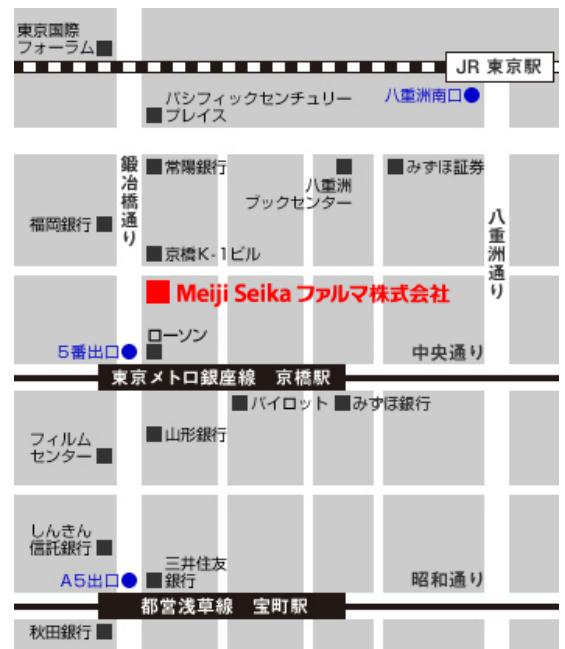 東京国際
フォーラム
JR 東京駅
パシフィックセンチュリー
プレイス
八重洲南口
鍛冶橋通り
常陽銀行
八重洲
ブックセンター
みずほ証券
福岡銀行
八重洲通り
京橋K-1ビル
Meiji Seika ファルマ株式会社
ローソン
5番出口
中央通り
東京メトロ銀座線 京橋駅
パイロット
みずほ銀行
山形銀行
フィルム
センター
しんきん
信託銀行
三井住友
銀行
A5出口
昭和通り
都営浅草線 宝町駅
秋田銀行